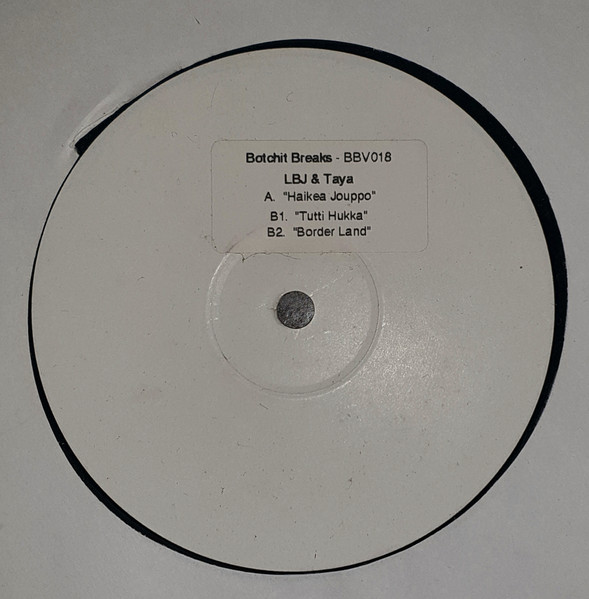 Botchit Breaks - BBV018
LBJ & Taya
A. "Haikea Jouppo"
B1. "Tutti Hukka"
B2. "Border Land"